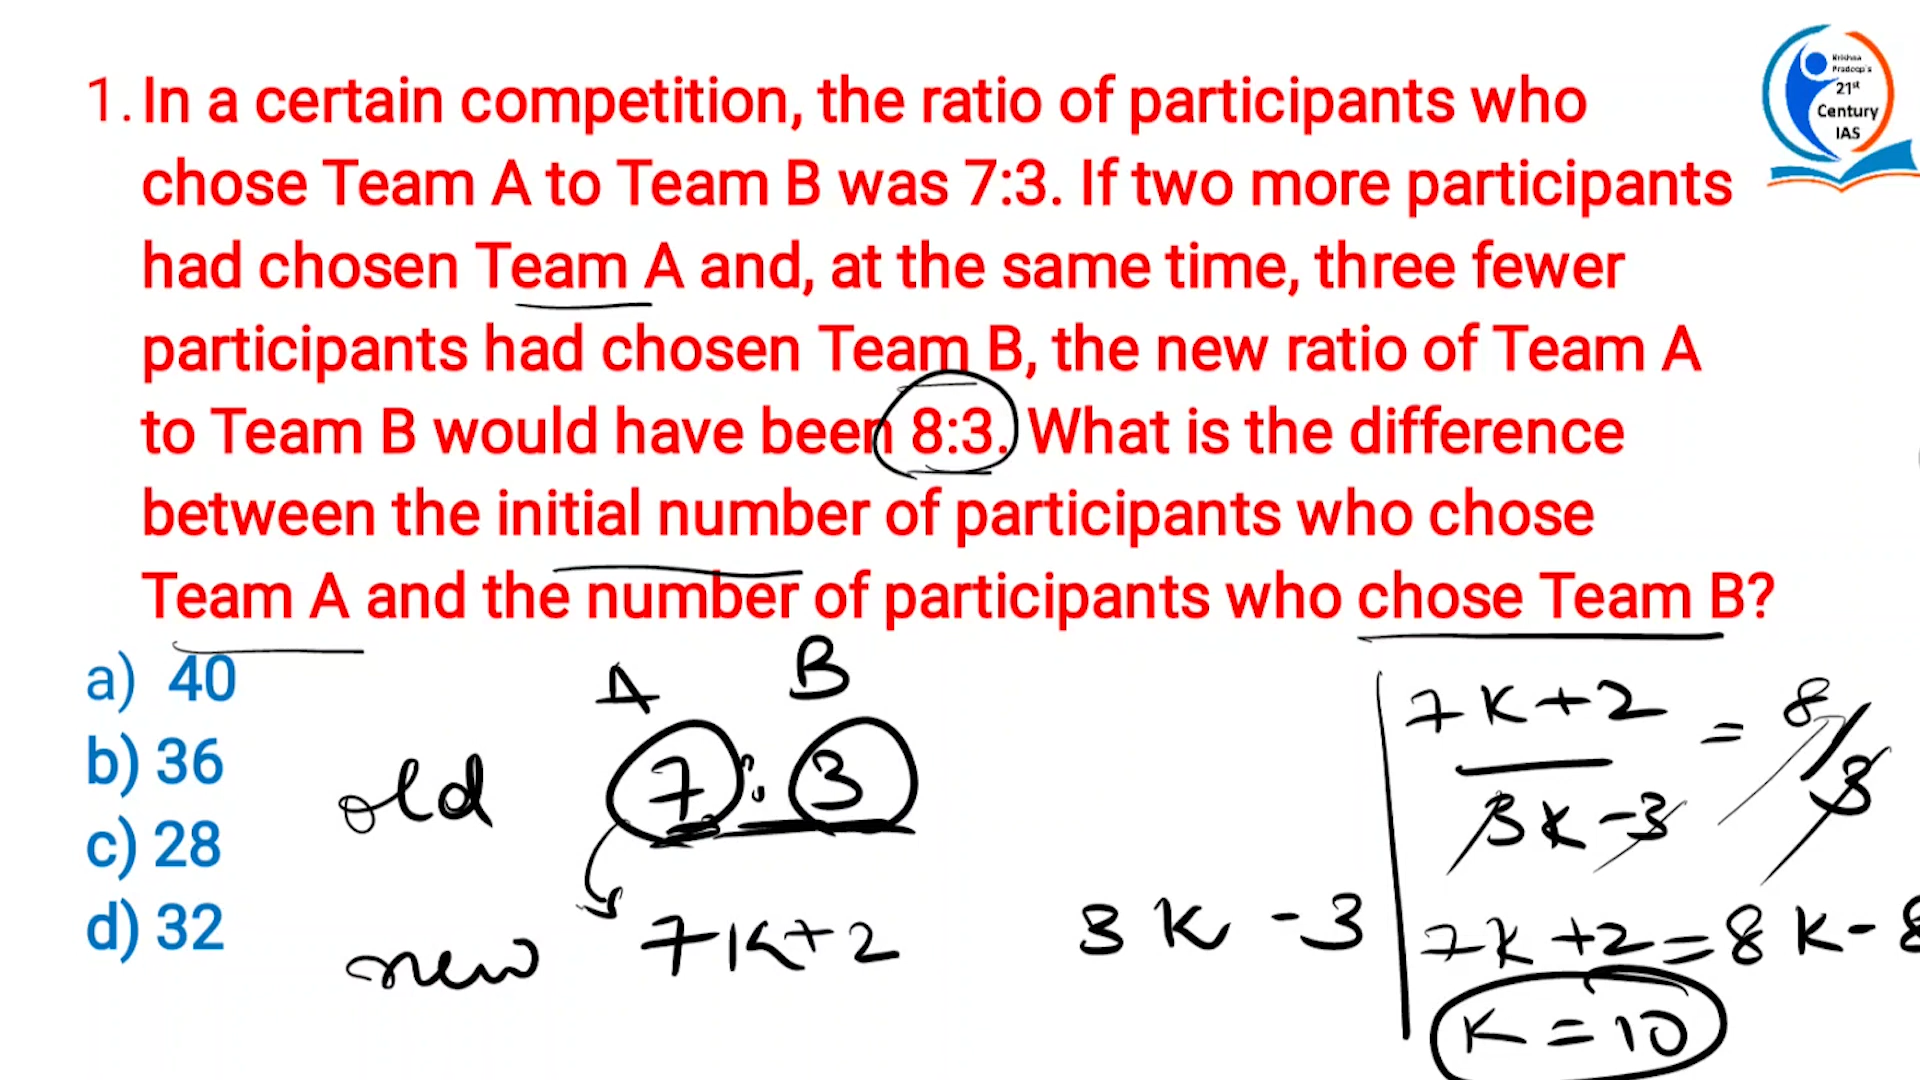 Krishna
Pradeep's
21st
Century
IAS
1. In a certain competition, the ratio of participants who
chose Team A to Team B was 7:3. If two more participants
had chosen Team A and, at the same time, three fewer
participants had chosen Team B, the new ratio of Team A
to Team B would have been 8:3. What is the difference
between the initial number of participants who chose
Team A and the number of participants who chose Team B?
a) 40
b) 36
c) 28
d) 32
A B
old 7 : 3
new 7K+2 3K-3
7K+2 = 8/3
3K-3
7K+2=8K-8
K=10